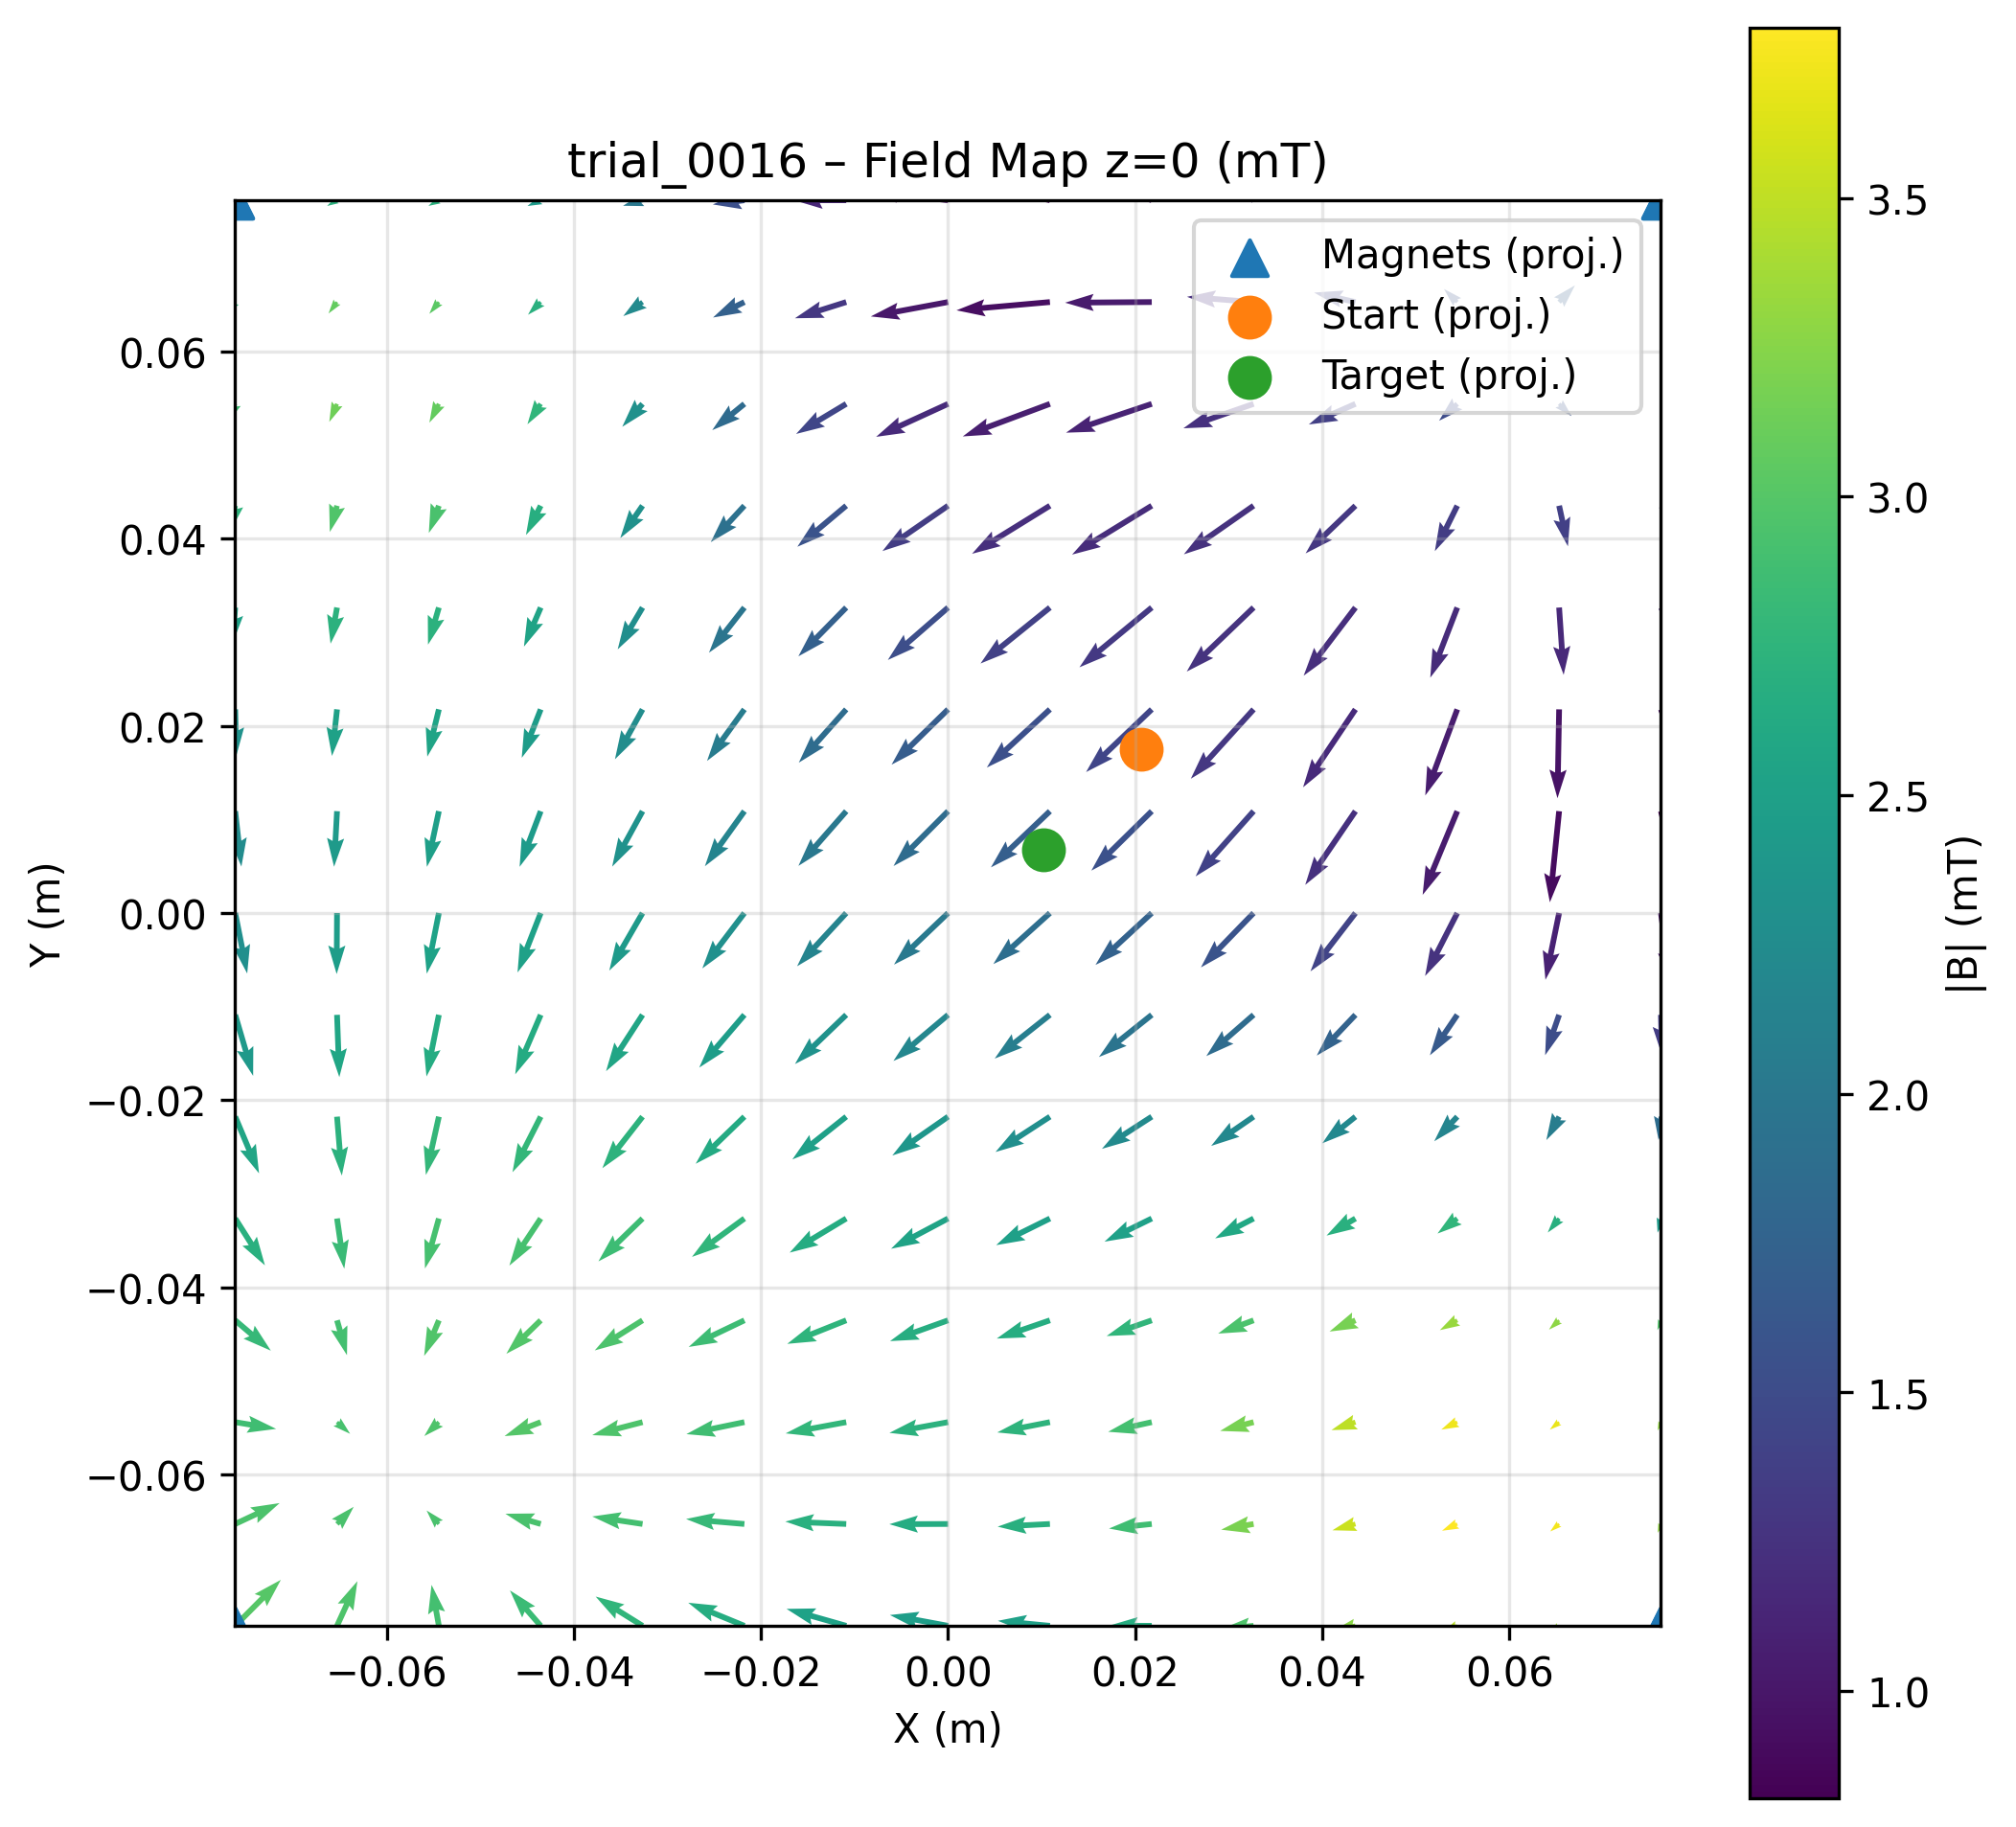 trial_0016 – Field Map z=0 (mT)
Magnets (proj.)
Start (proj.)
Target (proj.)
0.06
0.04
0.02
0.00
−0.02
−0.04
−0.06
Y (m)
−0.06
−0.04
−0.02
0.00
0.02
0.04
0.06
X (m)
3.5
3.0
2.5
2.0
1.5
1.0
|B| (mT)